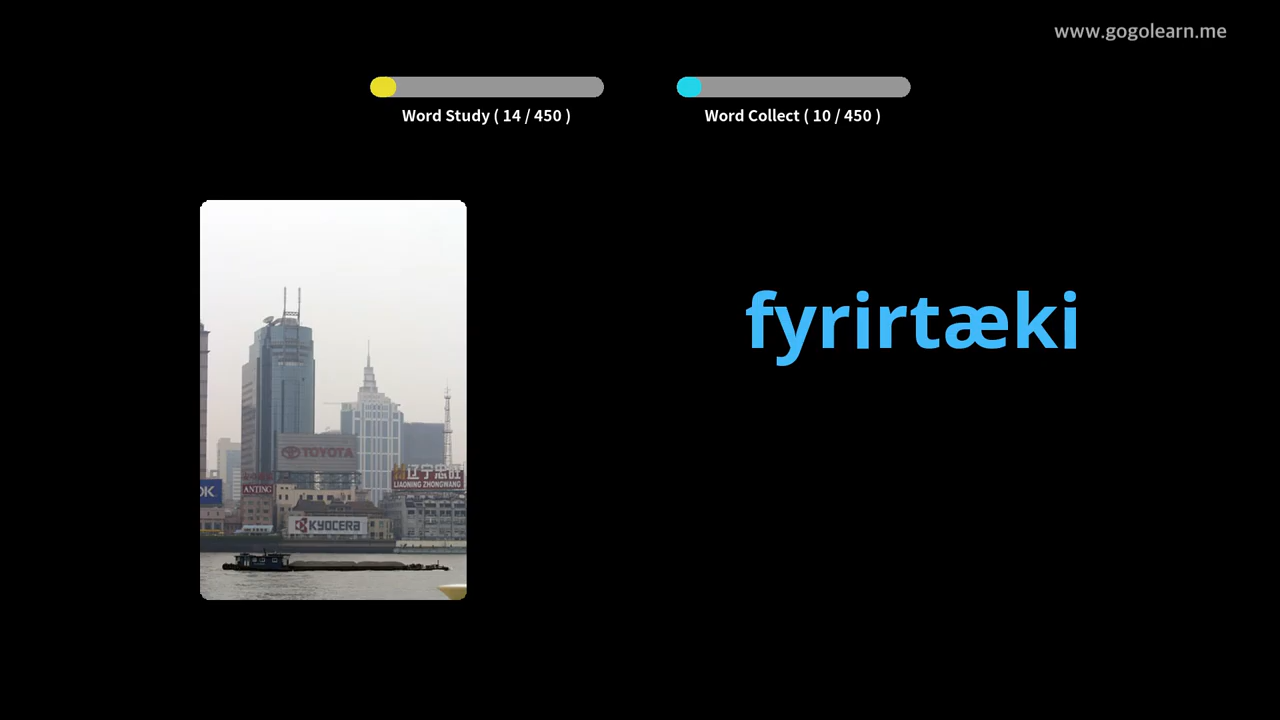 www.gogolearn.me
Word Study ( 14 / 450 )
Word Collect ( 10 / 450 )
fyrirtæki
TOYOTA
辽宁忠旺
LIAONING ZHONGWANG
OK
ANTING
KYOCERA